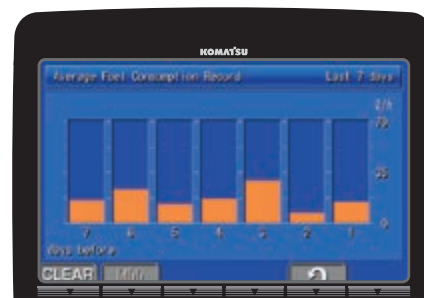 KOMATSU
Average Fuel Consumption Record Last 7 days
ℓ/h
70
35
0
7 6 5 4 3 2 1
days before
CLEAR